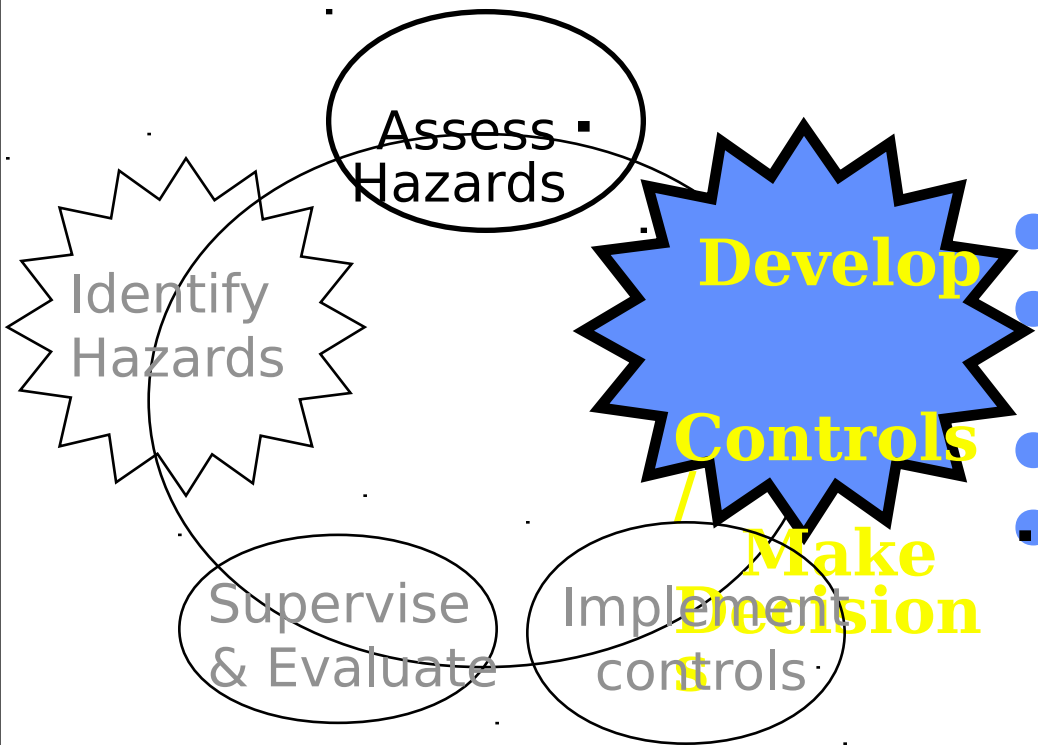 Assess
Hazards
Identify
Hazards
Develop
Controls
/
Make
Decision
s
Supervise
& Evaluate
Implement
controls